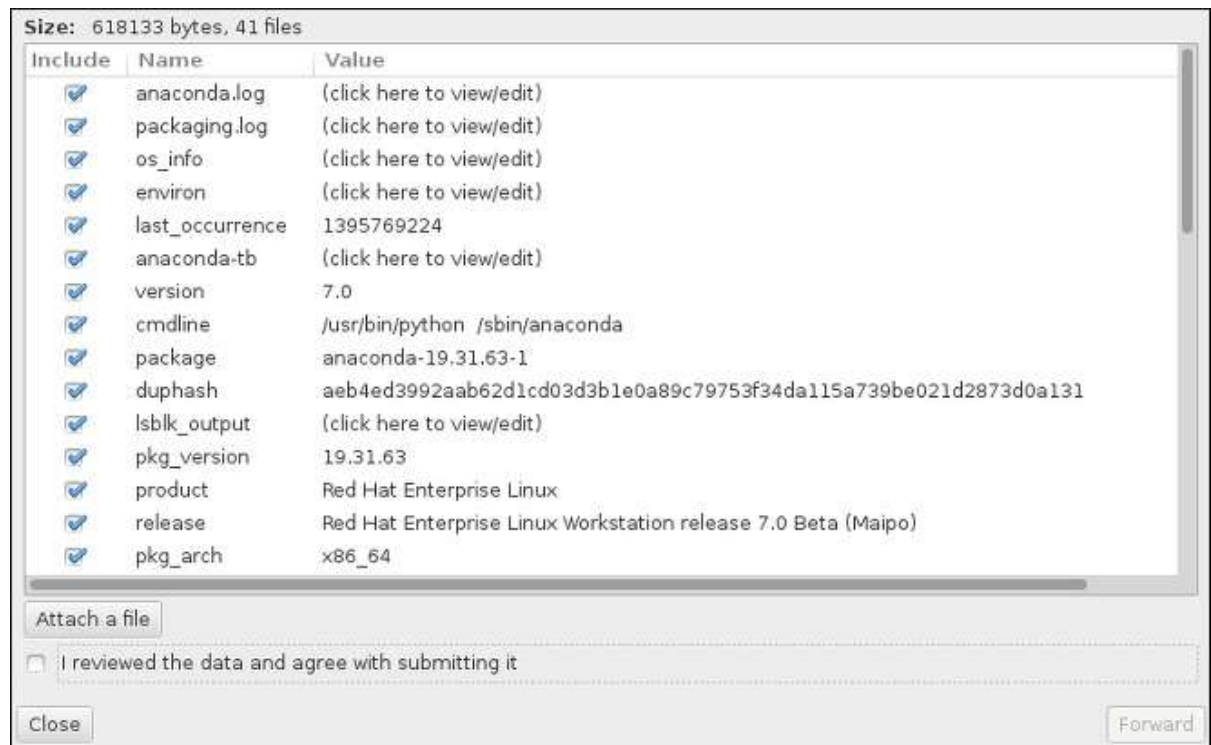 Size: 618133 bytes, 41 files
Include Name Value
anaconda.log (click here to view/edit)
packaging.log (click here to view/edit)
os_info (click here to view/edit)
environ (click here to view/edit)
last_occurrence 1395769224
anaconda-tb (click here to view/edit)
version 7.0
cmdline /usr/bin/python /sbin/anaconda
package anaconda-19.31.63-1
duphash aeb4ed3992aab62d1cd03d3b1e0a89c79753f34da115a739be021d2873d0a131
lsblk_output (click here to view/edit)
pkg_version 19.31.63
product Red Hat Enterprise Linux
release Red Hat Enterprise Linux Workstation release 7.0 Beta (Maipo)
pkg_arch x86_64
Attach a file
I reviewed the data and agree with submitting it
Close Forward